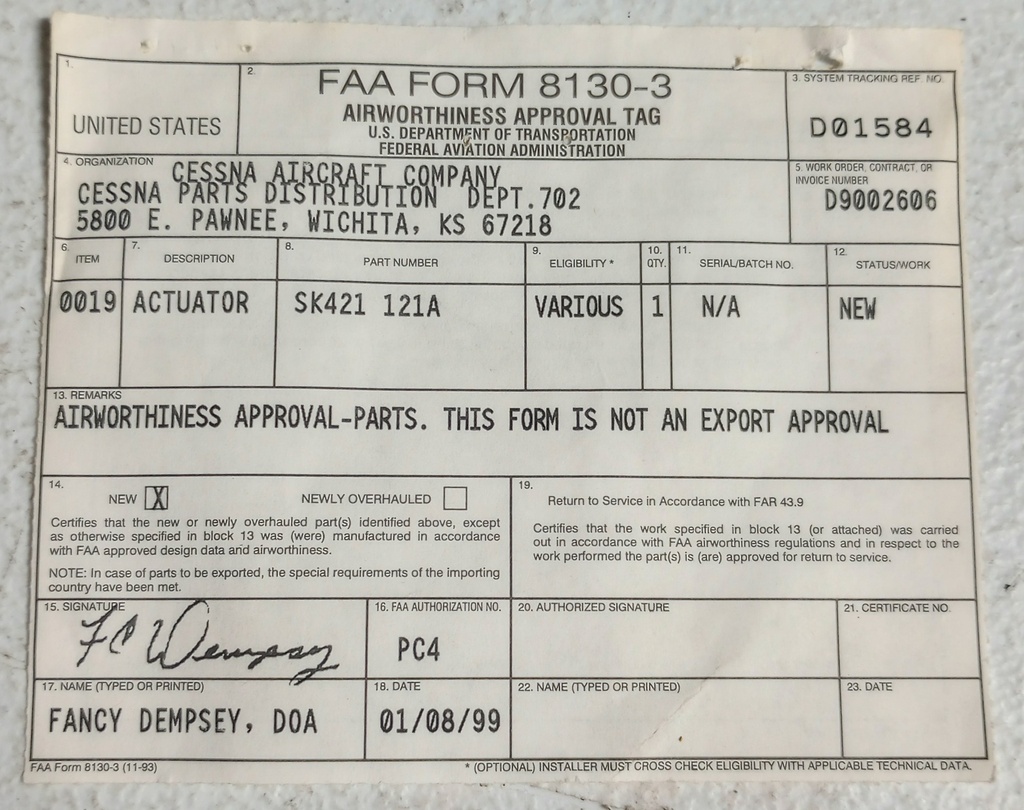 1.
UNITED STATES
2.
FAA FORM 8130-3
AIRWORTHINESS APPROVAL TAG
U.S. DEPARTMENT OF TRANSPORTATION
FEDERAL AVIATION ADMINISTRATION
3. SYSTEM TRACKING REF. NO.
D01584
4. ORGANIZATION
CESSNA AIRCRAFT COMPANY
CESSNA PARTS DISTRIBUTION DEPT.702
5800 E. PAWNEE, WICHITA, KS 67218
5. WORK ORDER, CONTRACT, OR
INVOICE NUMBER
D9002606
6. ITEM
7. DESCRIPTION
8. PART NUMBER
9. ELIGIBILITY *
10. QTY.
11. SERIAL/BATCH NO.
12. STATUS/WORK
0019 ACTUATOR SK421 121A VARIOUS 1 N/A NEW
13. REMARKS
AIRWORTHINESS APPROVAL-PARTS. THIS FORM IS NOT AN EXPORT APPROVAL
14.
NEW X NEWLY OVERHAULED
Certifies that the new or newly overhauled part(s) identified above, except
as otherwise specified in block 13 was (were) manufactured in accordance
with FAA approved design data and airworthiness.
NOTE: In case of parts to be exported, the special requirements of the importing
country have been met.
19.
Return to Service in Accordance with FAR 43.9
Certifies that the work specified in block 13 (or attached) was carried
out in accordance with FAA airworthiness regulations and in respect to the
work performed the part(s) is (are) approved for return to service.
15. SIGNATURE
FC Dempsey
16. FAA AUTHORIZATION NO.
PC4
20. AUTHORIZED SIGNATURE
21. CERTIFICATE NO.
17. NAME (TYPED OR PRINTED)
FANCY DEMPSEY, DOA
18. DATE
01/08/99
22. NAME (TYPED OR PRINTED)
23. DATE
FAA Form 8130-3 (11-93)
* (OPTIONAL) INSTALLER MUST CROSS CHECK ELIGIBILITY WITH APPLICABLE TECHNICAL DATA.